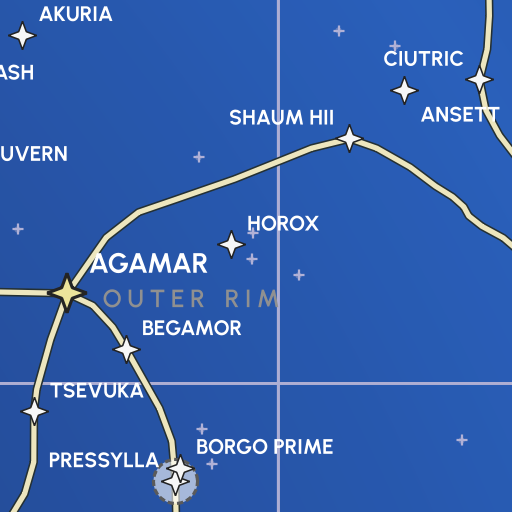 AKURIA
CIUTRIC
ASH
ANSETT
SHAUM HII
UVERN
HOROX
AGAMAR
OUTER RIM
BEGAMOR
TSEVUKA
BORGO PRIME
PRESSYLLA